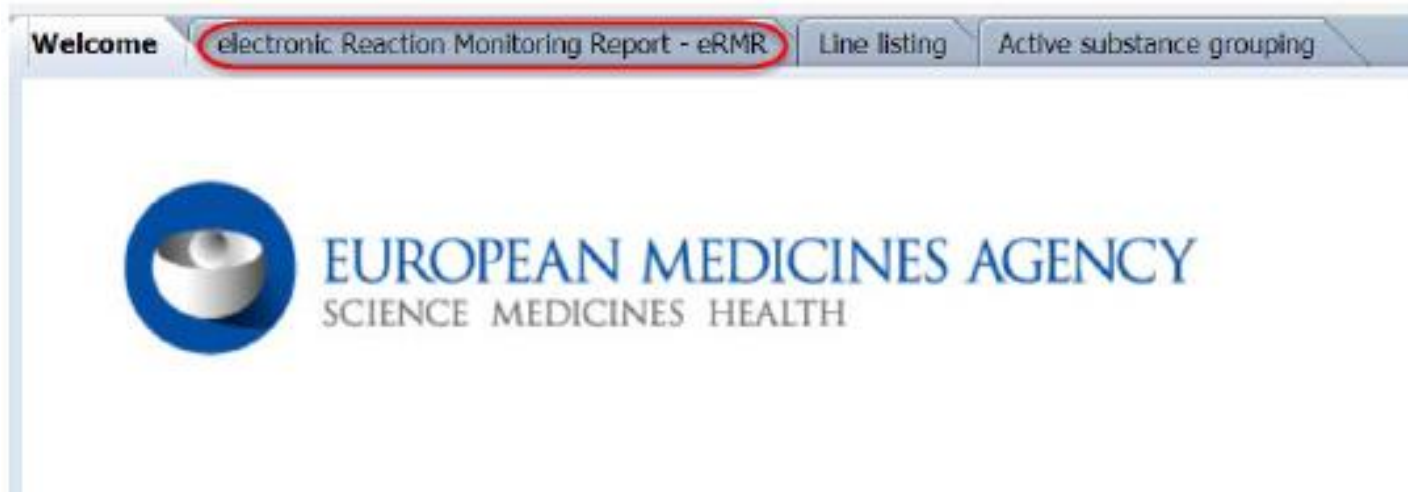 Welcome electronic Reaction Monitoring Report - eRMR Line listing Active substance grouping
EUROPEAN MEDICINES AGENCY
SCIENCE MEDICINES HEALTH